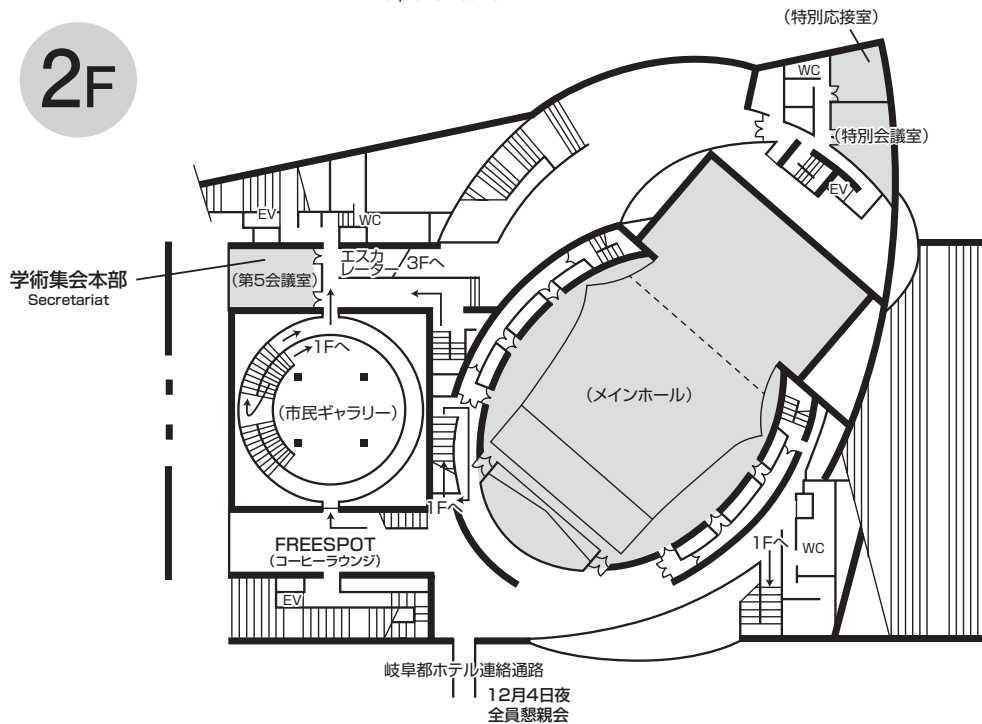 (特別応接室)
2F
WC
(特別会議室)
EV
EV
WC
エスカ
レーター
3Fへ
学術集会本部
Secretariat
(第5会議室)
1Fへ
(メインホール)
(市民ギャラリー)
1Fへ
FREESPOT
(コーヒーラウンジ)
1Fへ
WC
EV
岐阜都ホテル連絡通路
12月4日夜
全員懇親会